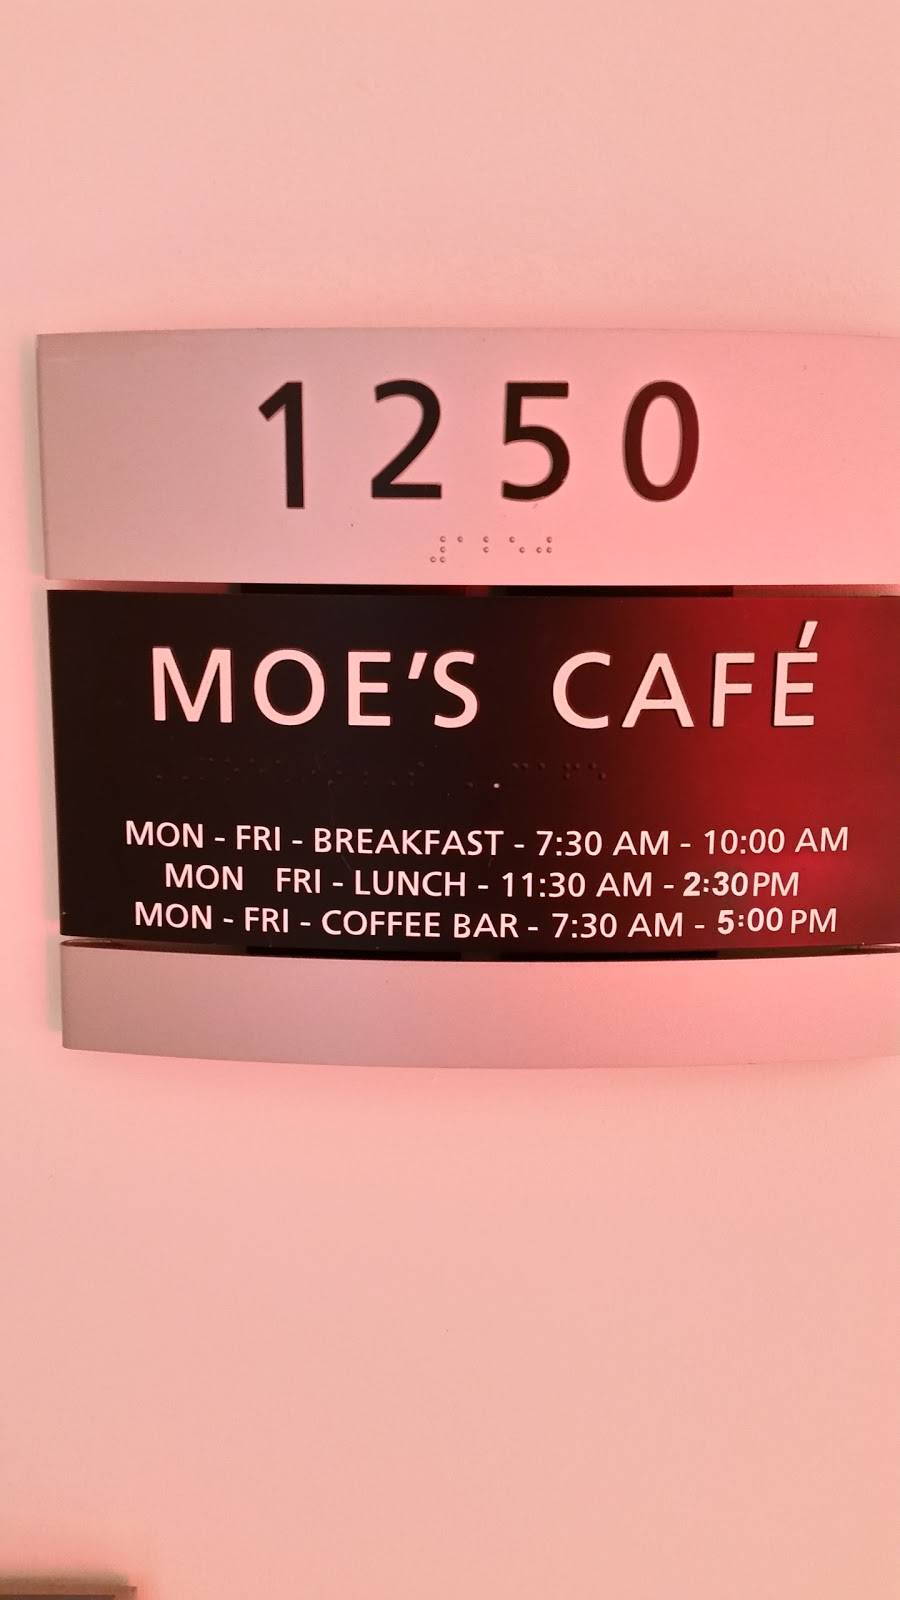 1250
MOE'S CAFÉ
MON - FRI - BREAKFAST - 7:30 AM - 10:00 AM
MON FRI - LUNCH - 11:30 AM - 2:30PM
MON - FRI - COFFEE BAR - 7:30 AM - 5:00 PM